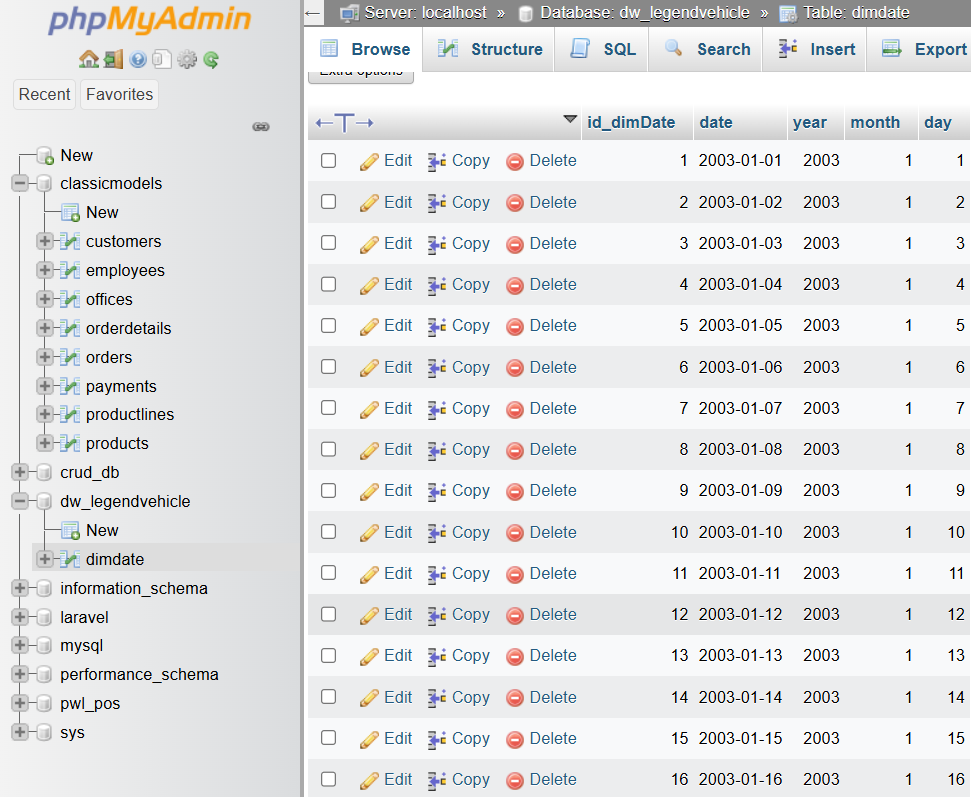 phpMyAdmin
Recent Favorites
New
classicmodels
New
customers
employees
offices
orderdetails
orders
payments
productlines
products
crud_db
dw_legendvehicle
New
dimdate
information_schema
laravel
mysql
performance_schema
pwl_pos
sys
← Server: localhost » Database: dw_legendvehicle » Table: dimdate
Browse Structure SQL Search Insert Export
Extra options
←T→ id_dimDate date year month day
Edit Copy Delete 1 2003-01-01 2003 1 1
Edit Copy Delete 2 2003-01-02 2003 1 2
Edit Copy Delete 3 2003-01-03 2003 1 3
Edit Copy Delete 4 2003-01-04 2003 1 4
Edit Copy Delete 5 2003-01-05 2003 1 5
Edit Copy Delete 6 2003-01-06 2003 1 6
Edit Copy Delete 7 2003-01-07 2003 1 7
Edit Copy Delete 8 2003-01-08 2003 1 8
Edit Copy Delete 9 2003-01-09 2003 1 9
Edit Copy Delete 10 2003-01-10 2003 1 10
Edit Copy Delete 11 2003-01-11 2003 1 11
Edit Copy Delete 12 2003-01-12 2003 1 12
Edit Copy Delete 13 2003-01-13 2003 1 13
Edit Copy Delete 14 2003-01-14 2003 1 14
Edit Copy Delete 15 2003-01-15 2003 1 15
Edit Copy Delete 16 2003-01-16 2003 1 16